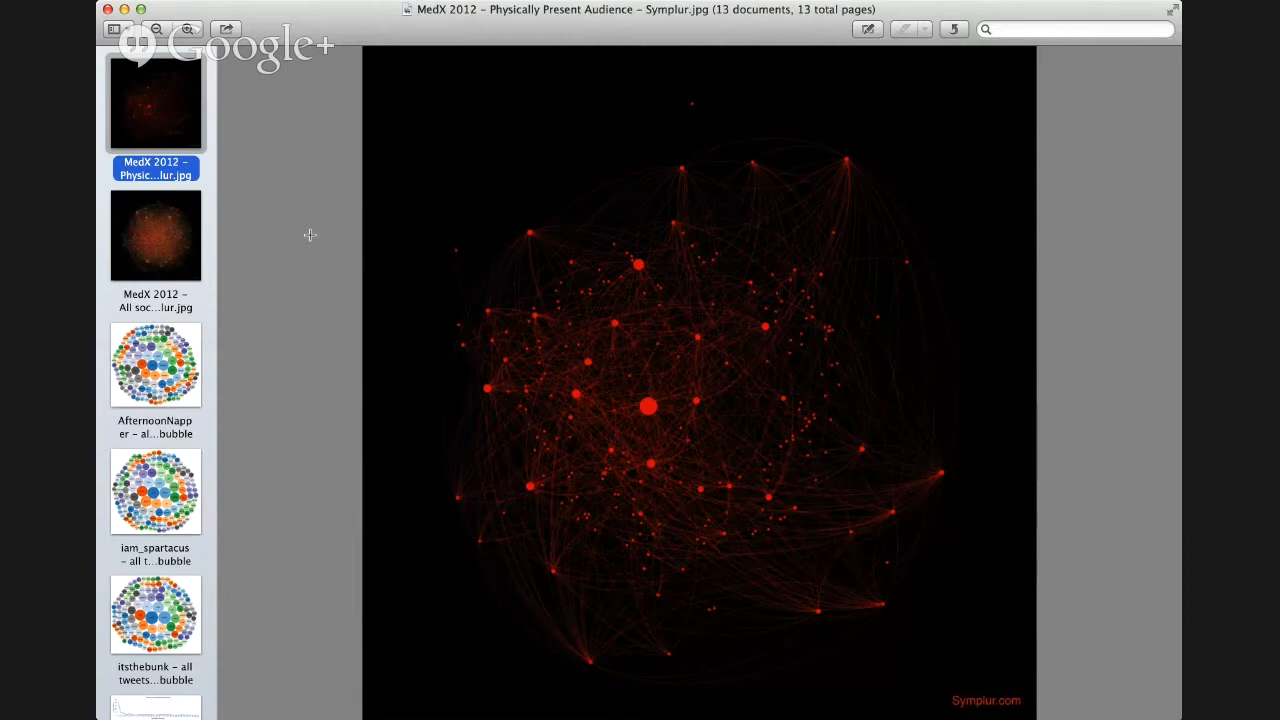 MedX 2012 - Physically Present Audience - Symplur.jpg (13 documents, 13 total pages)
Google+
MedX 2012 -
Physic...lur.jpg
MedX 2012 -
All soc...lur.jpg
AfternoonNapp
er - al...bubble
iam_spartacus
- all t...bubble
itsthebunk - all
tweets...bubble
Symplur.com